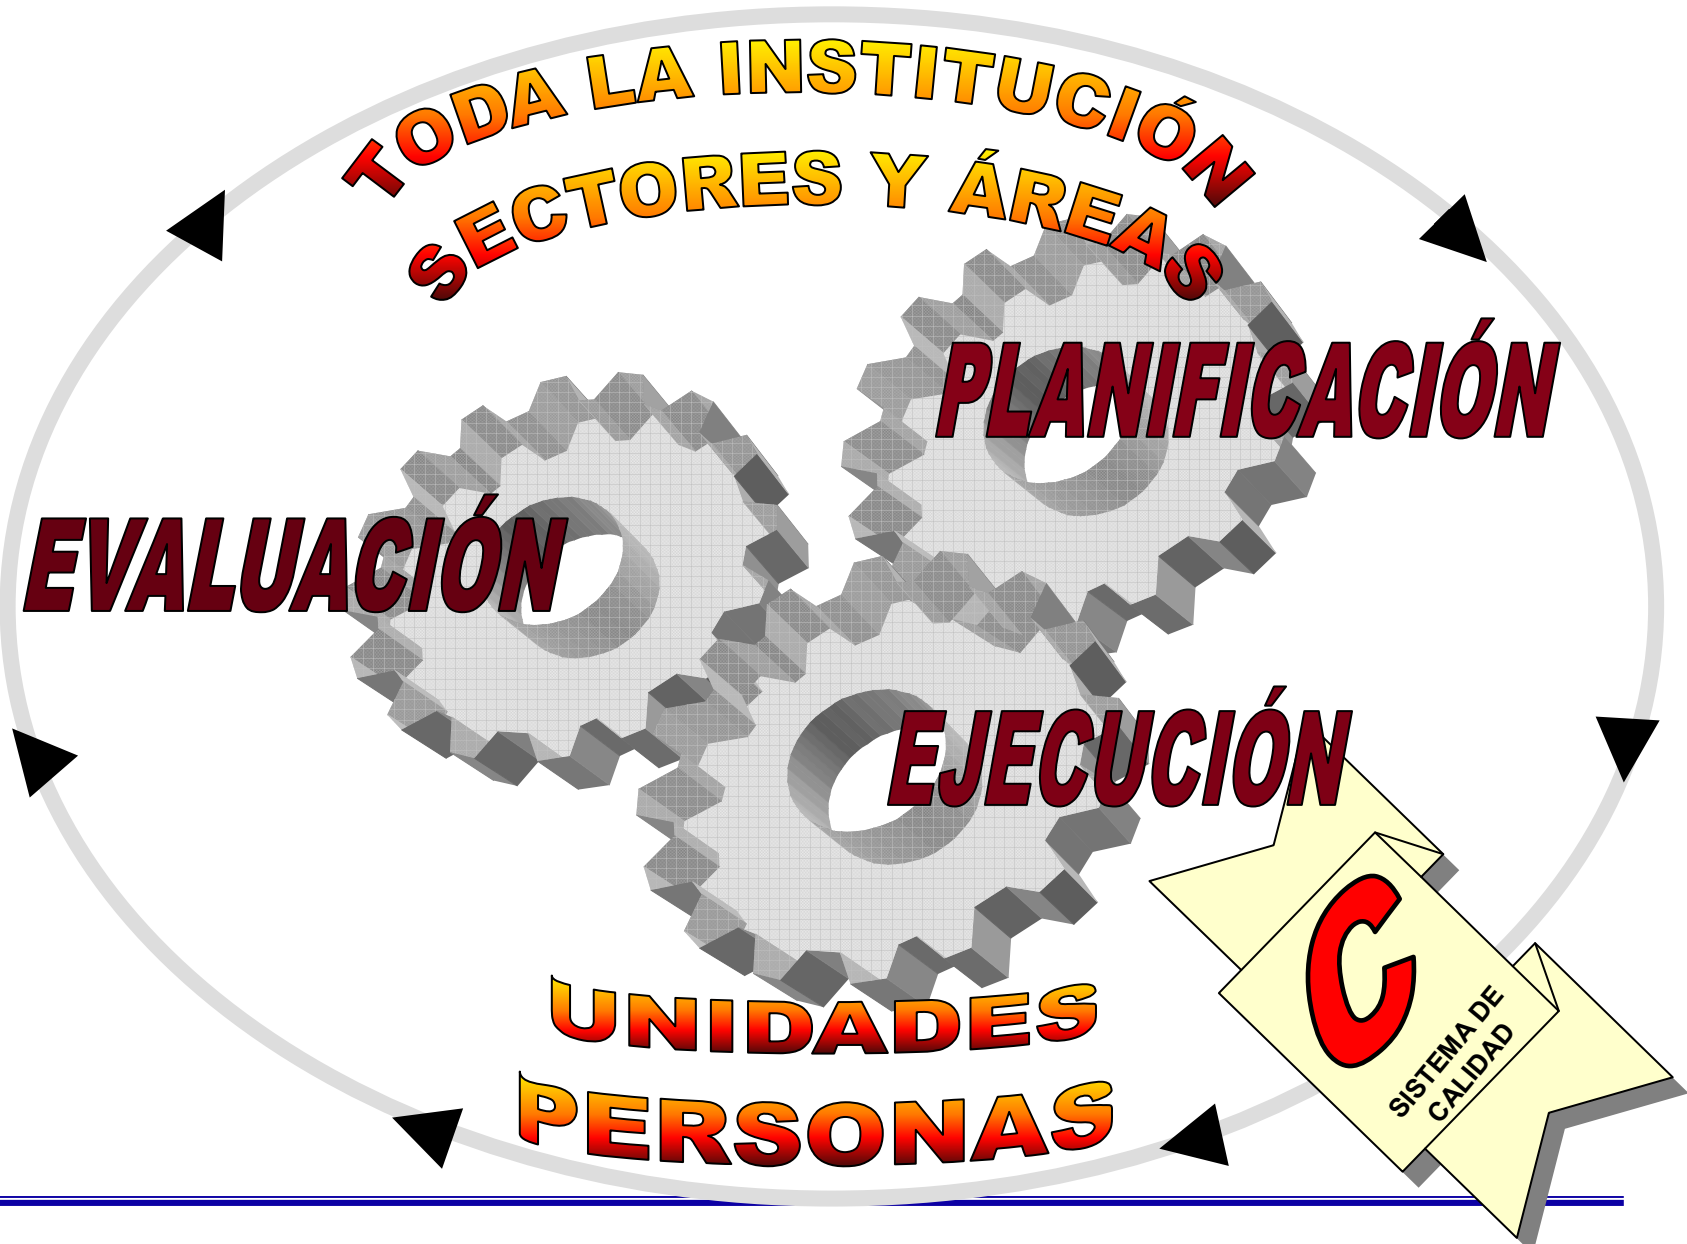 TODA LA INSTITUCIÓN
SECTORES Y ÁREAS
PLANIFICACIÓN
EVALUACIÓN
EJECUCIÓN
C
SISTEMA DE
CALIDAD
UNIDADES
PERSONAS